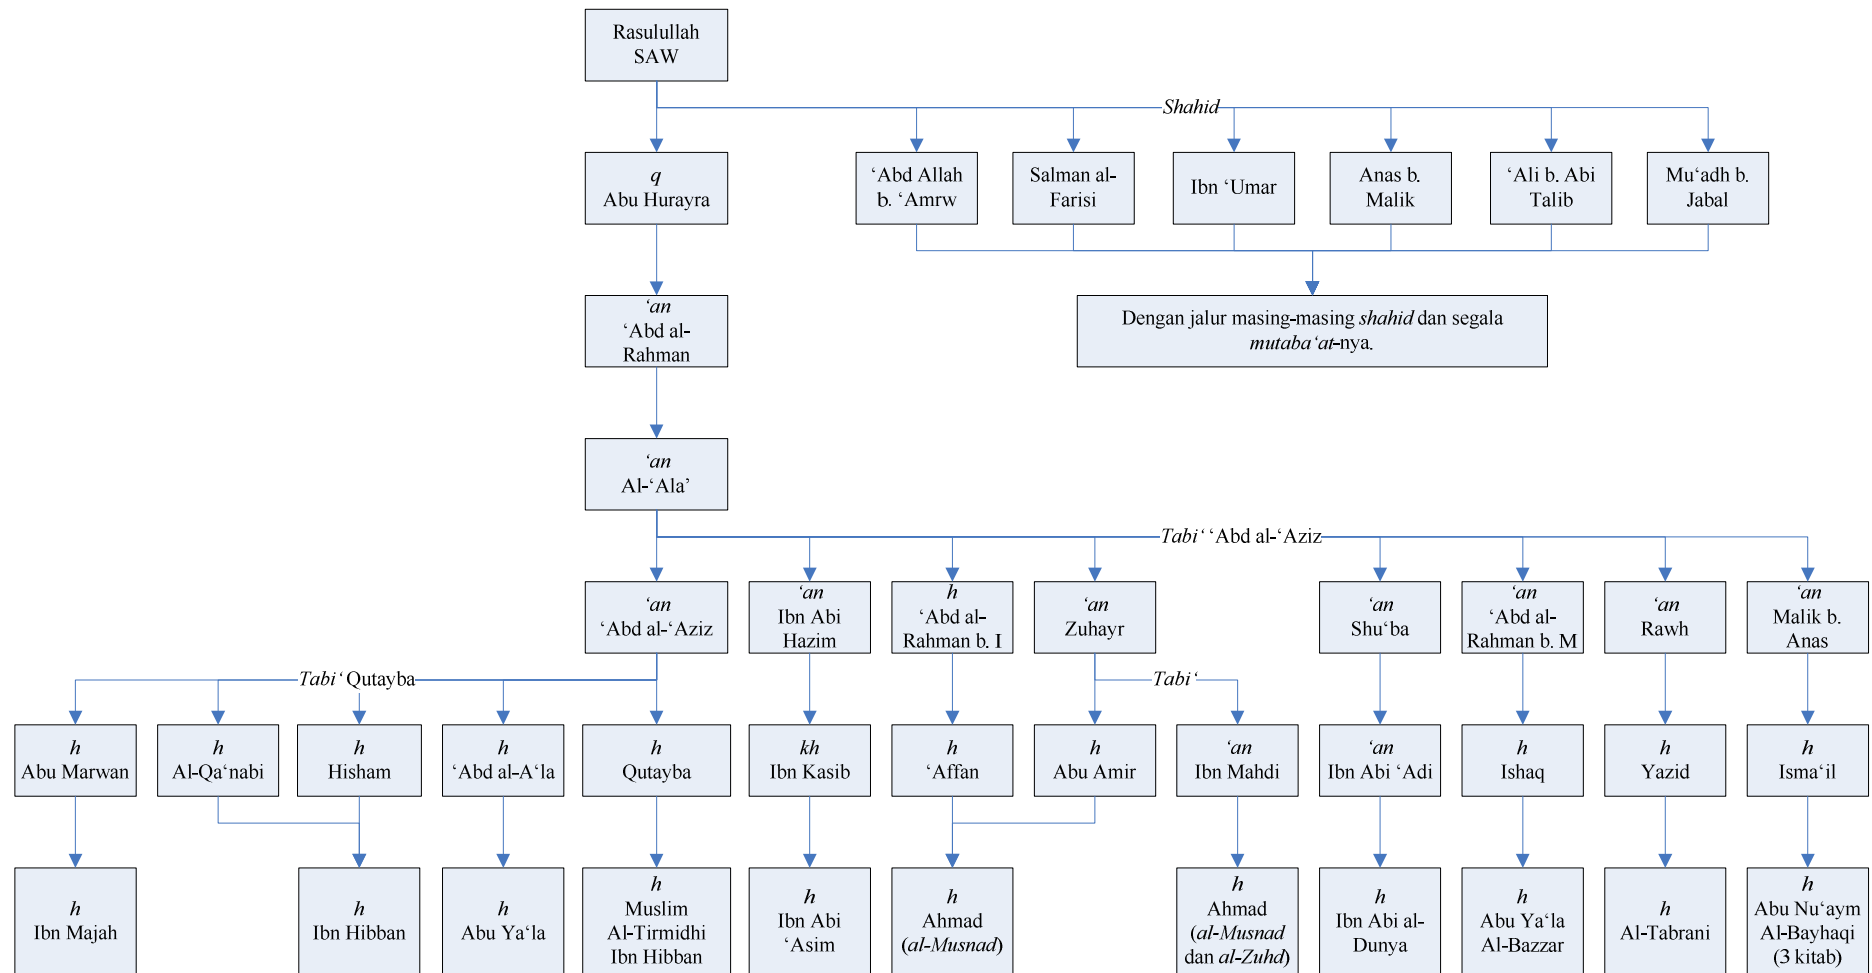 Rasulullah
SAW
Shahid
q
Abu Hurayra
‘Abd Allah
b. ‘Amrw
Salman al-
Farisi
Ibn ‘Umar
Anas b.
Malik
‘Ali b. Abi
Talib
Mu‘adh b.
Jabal
‘an
‘Abd al-
Rahman
Dengan jalur masing-masing shahid dan segala
mutaba‘at-nya.
‘an
Al-‘Ala’
Tabi‘ ‘Abd al-‘Aziz
‘an
‘Abd al-‘Aziz
‘an
Ibn Abi
Hazim
h
‘Abd al-
Rahman b. I
‘an
Zuhayr
‘an
Shu‘ba
‘an
‘Abd al-
Rahman b. M
‘an
Rawh
‘an
Malik b.
Anas
Tabi‘ Qutayba
Tabi‘
h
Abu Marwan
h
Al-Qa‘nabi
h
Hisham
h
‘Abd al-A‘la
h
Qutayba
kh
Ibn Kasib
h
‘Affan
h
Abu Amir
‘an
Ibn Mahdi
‘an
Ibn Abi ‘Adi
h
Ishaq
h
Yazid
h
Isma‘il
h
Ibn Majah
h
Ibn Hibban
h
Abu Ya‘la
h
Muslim
Al-Tirmidhi
Ibn Hibban
h
Ibn Abi
‘Asim
h
Ahmad
(al-Musnad)
h
Ahmad
(al-Musnad
dan al-Zuhd)
h
Ibn Abi al-
Dunya
h
Abu Ya‘la
Al-Bazzar
h
Al-Tabrani
h
Abu Nu‘aym
Al-Bayhaqi
(3 kitab)